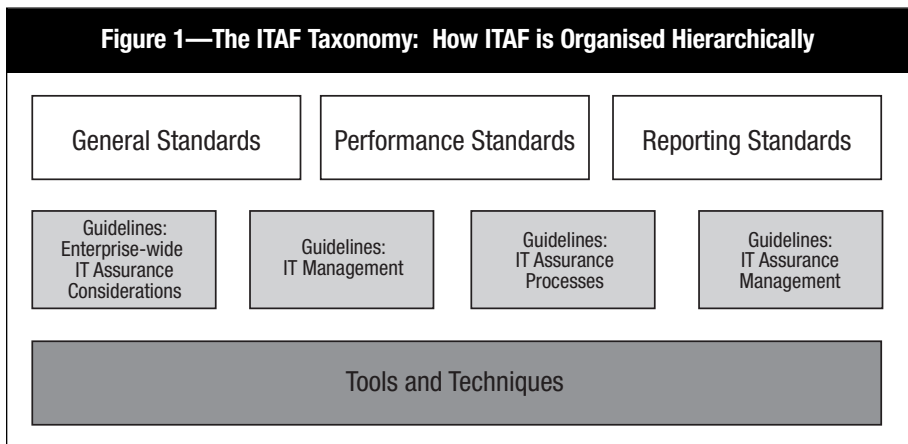 Figure 1—The ITAF Taxonomy: How ITAF is Organised Hierarchically
General Standards
Performance Standards
Reporting Standards
Guidelines:
Enterprise-wide
IT Assurance
Considerations
Guidelines:
IT Management
Guidelines:
IT Assurance
Processes
Guidelines:
IT Assurance
Management
Tools and Techniques